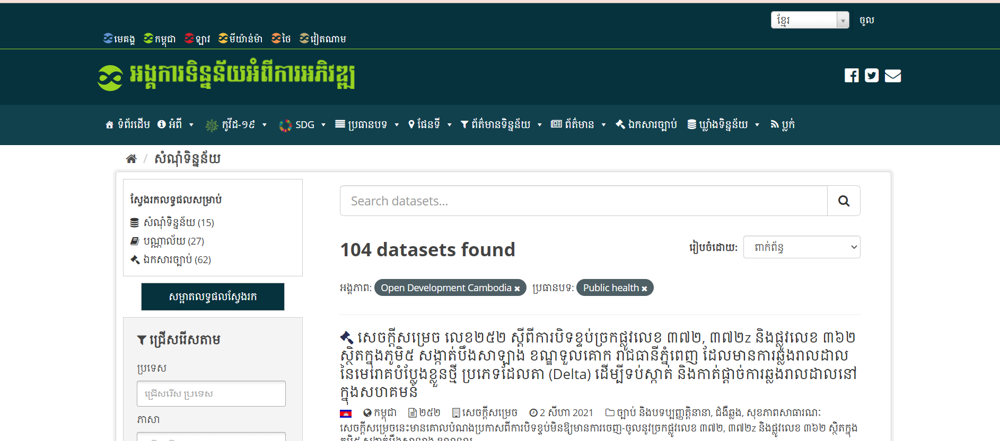 ខ្មែរ ចូល
មេគង្គ កម្ពុជា ឡាវ មីយ៉ាន់ម៉ា ថៃ វៀតណាម
អង្គការទិន្នន័យអំពីការអភិវឌ្ឍ
ទំព័រដើម អំពី កូវីដ-១៩ SDG ប្រធានបទ ផែនទី ព័ត៌មានទិន្នន័យ ព័ត៌មាន ឯកសារច្បាប់ ឃ្លាំងទិន្នន័យ ប្លក់
/ សំណុំទិន្នន័យ
ស្វែងរកលទ្ធផលសម្រាប់
សំណុំទិន្នន័យ (15)
បណ្ណាល័យ (27)
ឯកសារច្បាប់ (62)
សម្អាតលទ្ធផលស្វែងរក
ជ្រើសរើសតាម
ប្រទេស
ជ្រើសរើស ប្រទេស
ភាសា
Search datasets...
104 datasets found
រៀបចំដោយ: ពាក់ព័ន្ធ
អង្គភាព: Open Development Cambodia ប្រធានបទ: Public health
សេចក្តីសម្រេច លេខ២៥២ ស្តីពីការបិទខ្ទប់ច្រកផ្លូវលេខ ៣៧២, ៣៧២z និងផ្លូវលេខ ៣៦២
ស្ថិតក្នុងភូមិ៥ សង្កាត់បឹងសាឡាង ខណ្ឌទួលគោក រាជធានីភ្នំពេញ ដែលមានការឆ្លងរាលដាល
នៃមេរោគបំប្លែងខ្លួនថ្មី ប្រភេទដែលតា (Delta) ដើម្បីទប់ស្កាត់ និងកាត់ផ្តាច់ការឆ្លងរាលដាលនៅ
ក្នុងសហគមន៍
កម្ពុជា ២៥២ សេចក្តីសម្រេច 2 សីហា 2021 ច្បាប់ និងបទប្បញ្ញត្តិនានា, ជំងឺឆ្លង, សុខភាពសាធារណៈ
សេចក្តីសម្រេចនេះមានគោលបំណងប្រកាសពីការបិទខ្ទប់មិនឱ្យមានការចេញ-ចូលនូវច្រកផ្លូវលេខ ៣៧២, ៣៧២z និងផ្លូវលេខ ៣៦២ ស្ថិតក្នុង